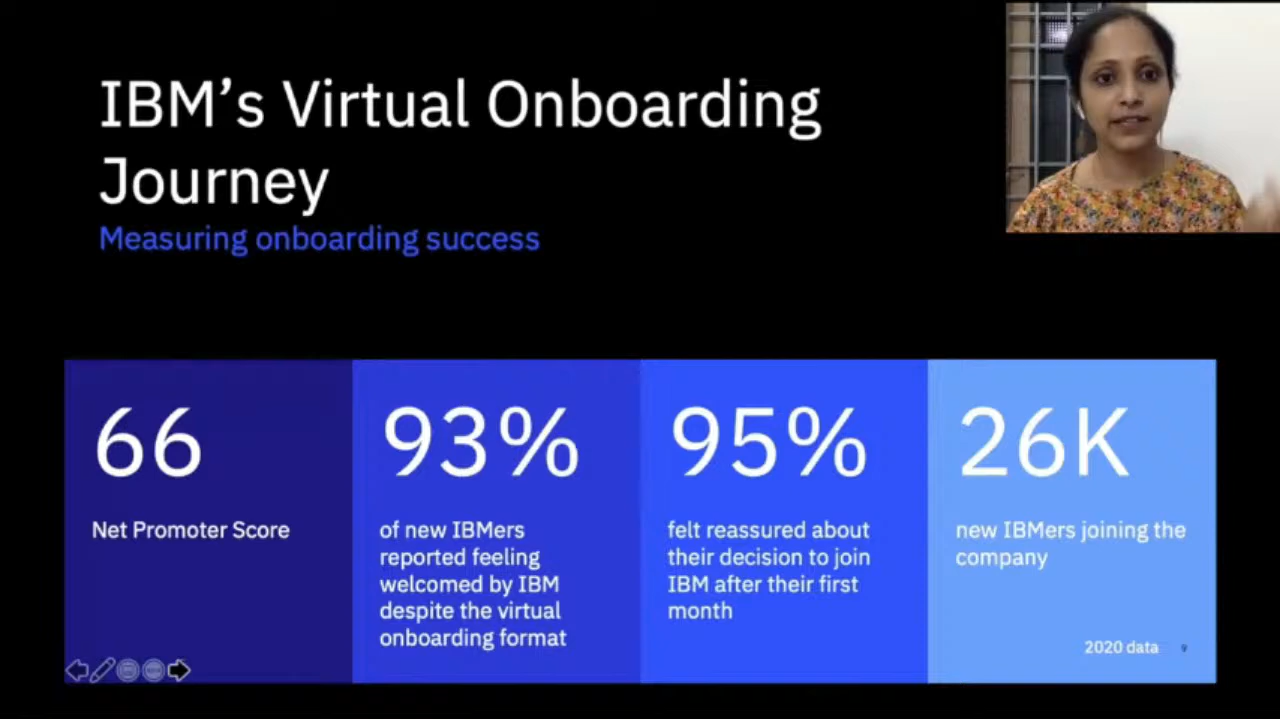 IBM’s Virtual Onboarding
Journey
Measuring onboarding success
66
Net Promoter Score
93%
of new IBMers
reported feeling
welcomed by IBM
despite the virtual
onboarding format
95%
felt reassured about
their decision to join
IBM after their first
month
26K
new IBMers joining the
company
2020 data
9